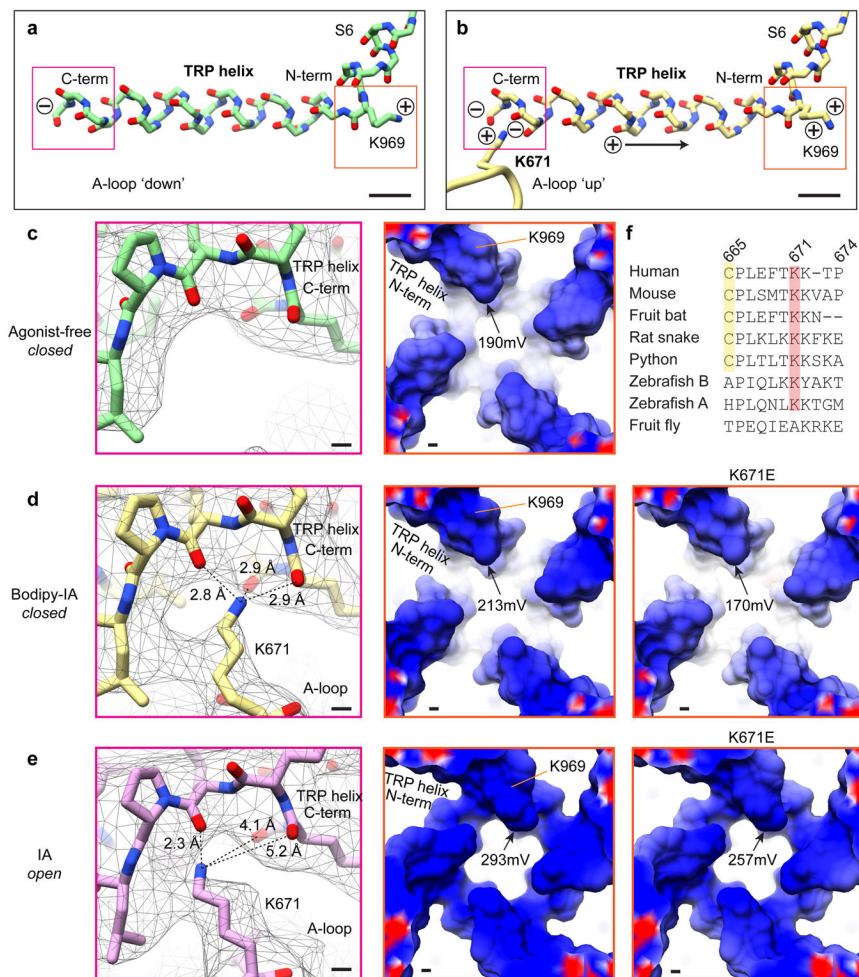 a
S6
C-term
TRP helix
N-term
−
+
K969
A-loop ‘down’
b
S6
C-term
TRP helix
N-term
−
+
−
+
+
+
K671
K969
A-loop ‘up’
c
Agonist-free
closed
TRP helix
C-term
TRP helix
N-term
K969
190mV
f
665
671
674
Human CPLEFTKK-TP
Mouse CPLSMTKKVAP
Fruit bat CPLEFTKKN--
Rat snake CPLKLKKKFKE
Python CPLTLTKKSKA
Zebrafish B APIQLKKYAKT
Zebrafish A HPLQNLKKTGM
Fruit fly TPEQIEAKRKE
d
Bodipy-IA
closed
TRP helix
C-term
2.9 Å
2.8 Å
2.9 Å
K671
A-loop
TRP helix
N-term
K969
213mV
K671E
170mV
e
IA
open
TRP helix
C-term
2.3 Å
4.1 Å
5.2 Å
K671
A-loop
TRP helix
N-term
K969
293mV
K671E
257mV